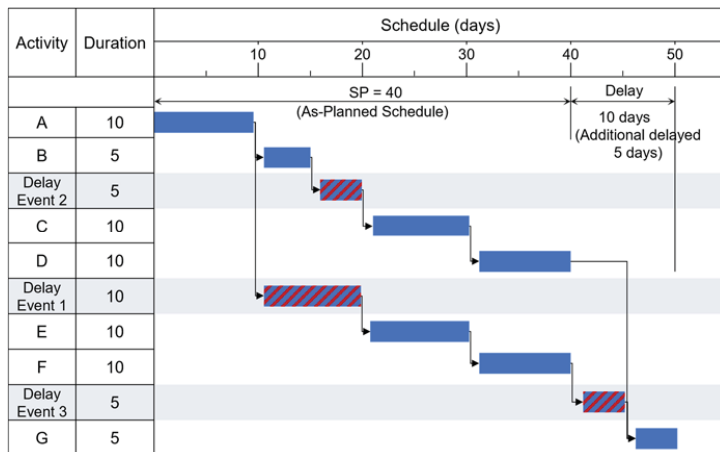 Activity Duration Schedule (days)
10 20 30 40 50
SP = 40 Delay
(As-Planned Schedule) 10 days
(Additional delayed
5 days)
A 10
B 5
Delay
Event 2 5
C 10
D 10
Delay
Event 1 10
E 10
F 10
Delay
Event 3 5
G 5